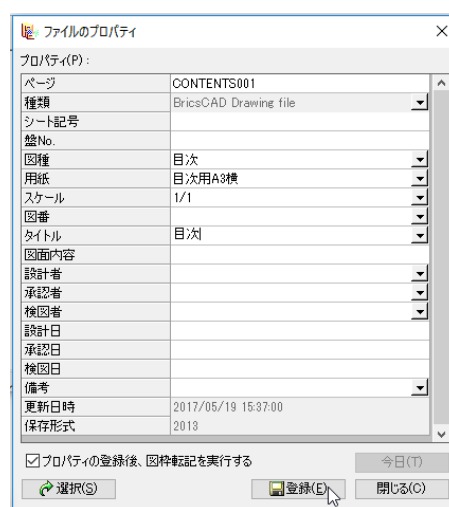 ファイルのプロパティ
プロパティ(P) :
ページ CONTENTS001
種類 BricsCAD Drawing file
シート記号
盤No.
図種 目次
用紙 目次用A3横
スケール 1/1
図番
タイトル 目次
図面内容
設計者
承認者
検図者
設計日
承認日
検図日
備考
更新日時 2017/05/19 15:37:00
保存形式 2013
プロパティの登録後、図枠転記を実行する 今日(T)
選択(S) 登録(E) 閉じる(C)